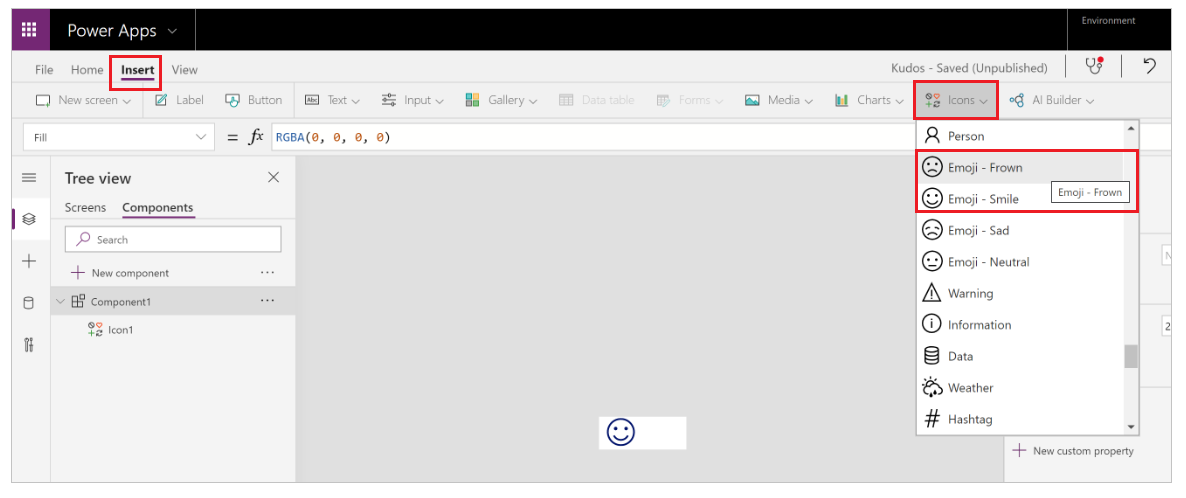 Power Apps
Environment
File Home Insert View
Kudos - Saved (Unpublished)
New screen Label Button Abc Text Input Gallery Data table Forms Media Charts Icons AI Builder
Fill = fx RGBA(0, 0, 0, 0)
Tree view
Screens Components
Search
New component ...
Component1 ...
Icon1
Person
Emoji - Frown
Emoji - Frown
Emoji - Smile
Emoji - Sad
Emoji - Neutral
Warning
Information
Data
Weather
Hashtag
N
2
New custom property